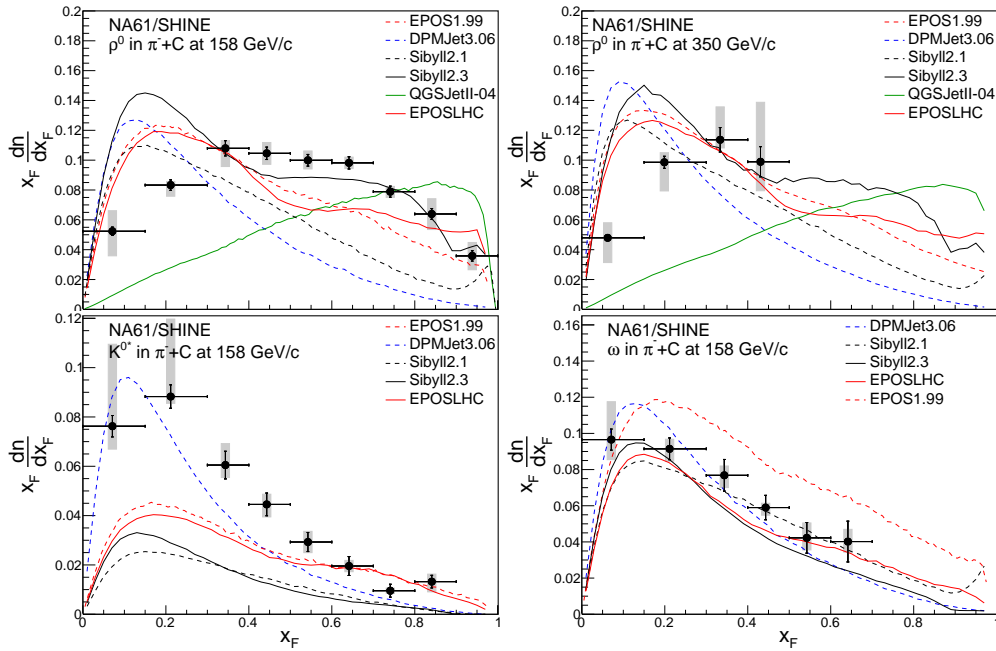 NA61/SHINE
ρ⁰ in π⁻+C at 158 GeV/c
EPOS1.99
DPMJet3.06
Sibyll2.1
Sibyll2.3
QGSJetII-04
EPOSLHC
x_F dn/dx_F
0.2
0.18
0.16
0.14
0.12
0.1
0.08
0.06
0.04
0.02
0
NA61/SHINE
ρ⁰ in π⁻+C at 350 GeV/c
EPOS1.99
DPMJet3.06
Sibyll2.1
Sibyll2.3
QGSJetII-04
EPOSLHC
x_F dn/dx_F
0.2
0.18
0.16
0.14
0.12
0.1
0.08
0.06
0.04
0.02
0
NA61/SHINE
K⁰* in π⁻+C at 158 GeV/c
EPOS1.99
DPMJet3.06
Sibyll2.1
Sibyll2.3
EPOSLHC
x_F dn/dx_F
0.12
0.1
0.08
0.06
0.04
0.02
0
0 0.2 0.4 0.6 0.8 1
x_F
NA61/SHINE
ω in π⁻+C at 158 GeV/c
DPMJet3.06
Sibyll2.1
Sibyll2.3
EPOSLHC
EPOS1.99
x_F dn/dx_F
0.16
0.14
0.12
0.1
0.08
0.06
0.04
0.02
0
0 0.2 0.4 0.6 0.8 1
x_F